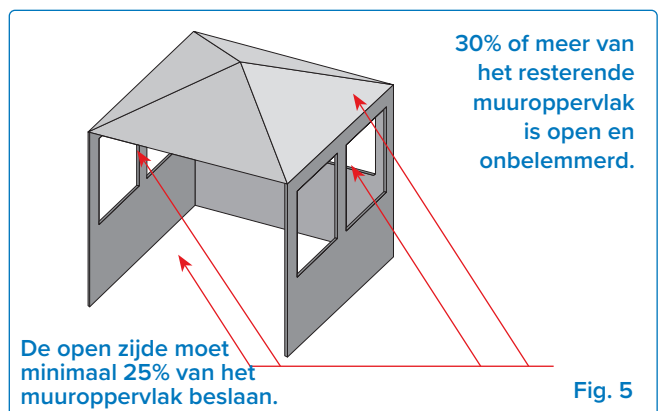 30% of meer van
het resterende
muuroppervlak
is open en
onbelemmerd.
De open zijde moet
minimaal 25% van het
muuroppervlak beslaan.
Fig. 5